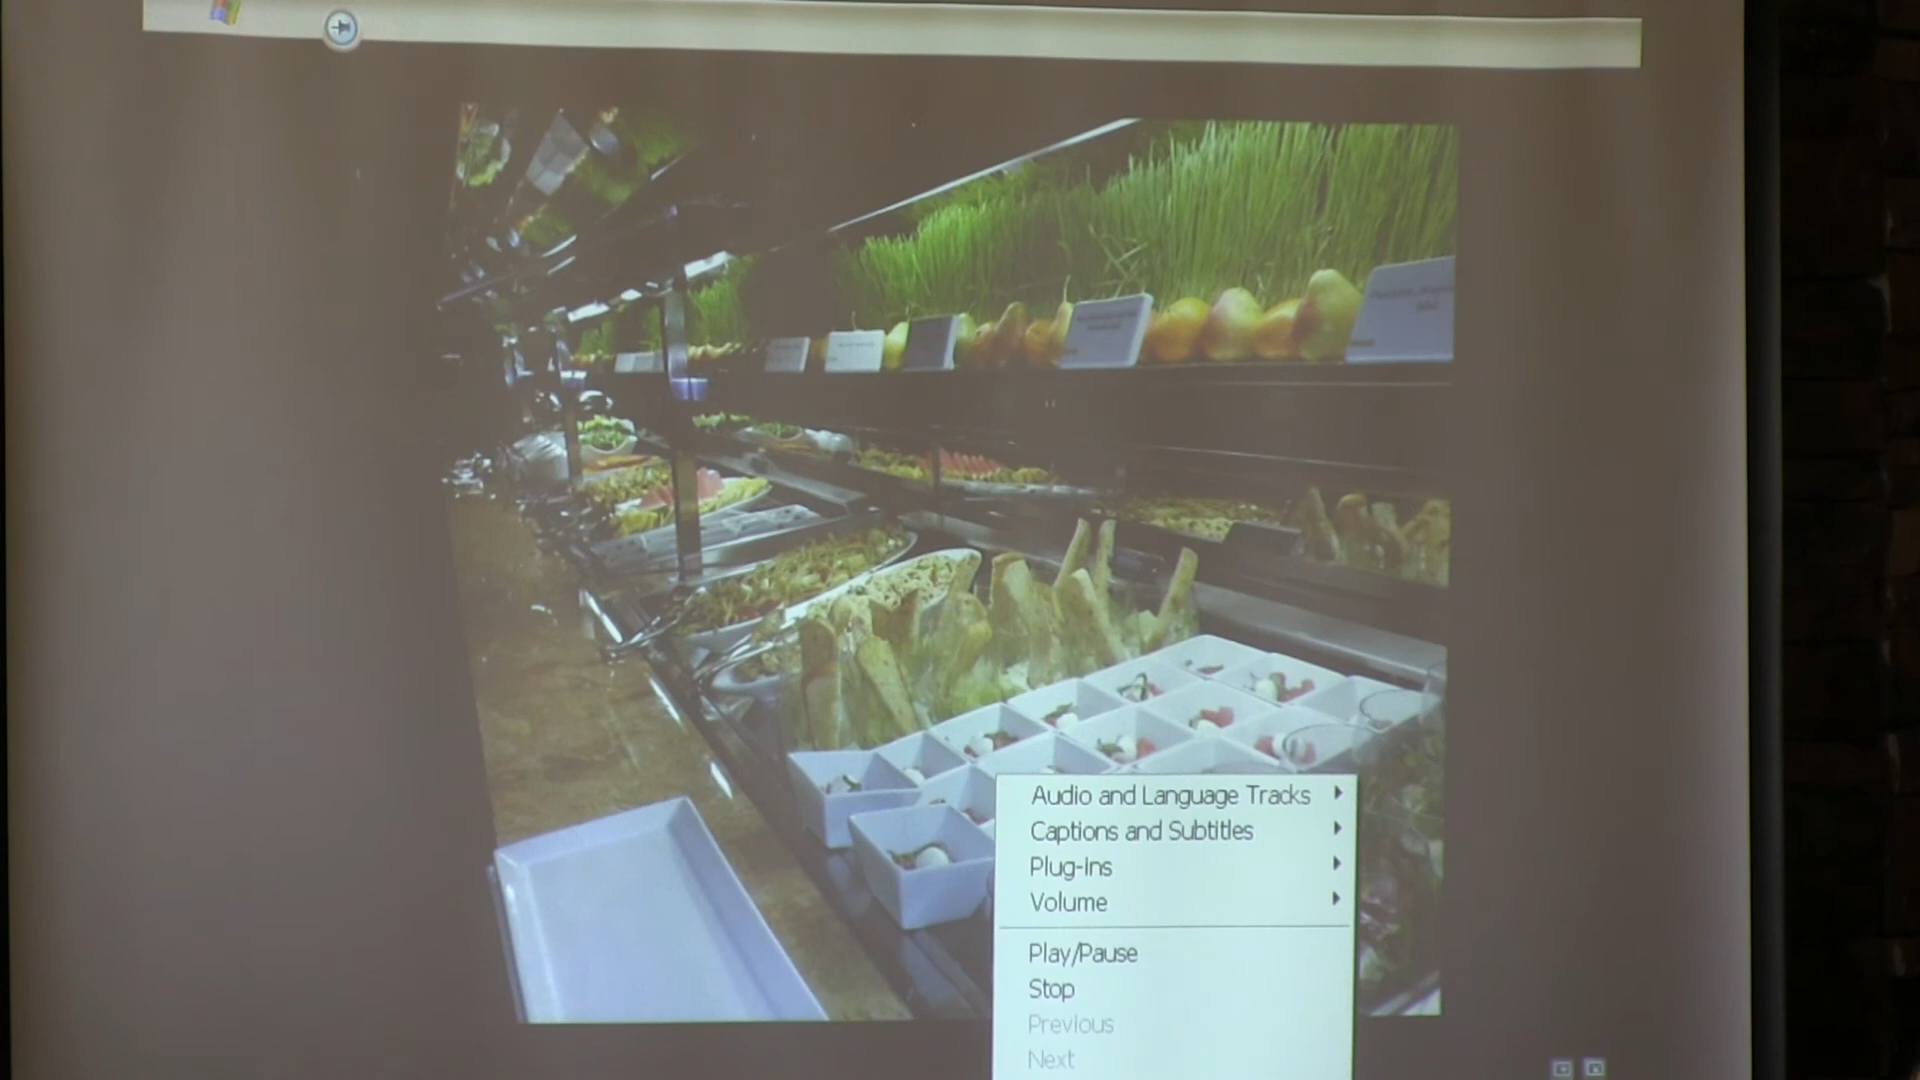 Audio and Language Tracks
Captions and Subtitles
Plug-ins
Volume
Play/Pause
Stop
Previous
Next